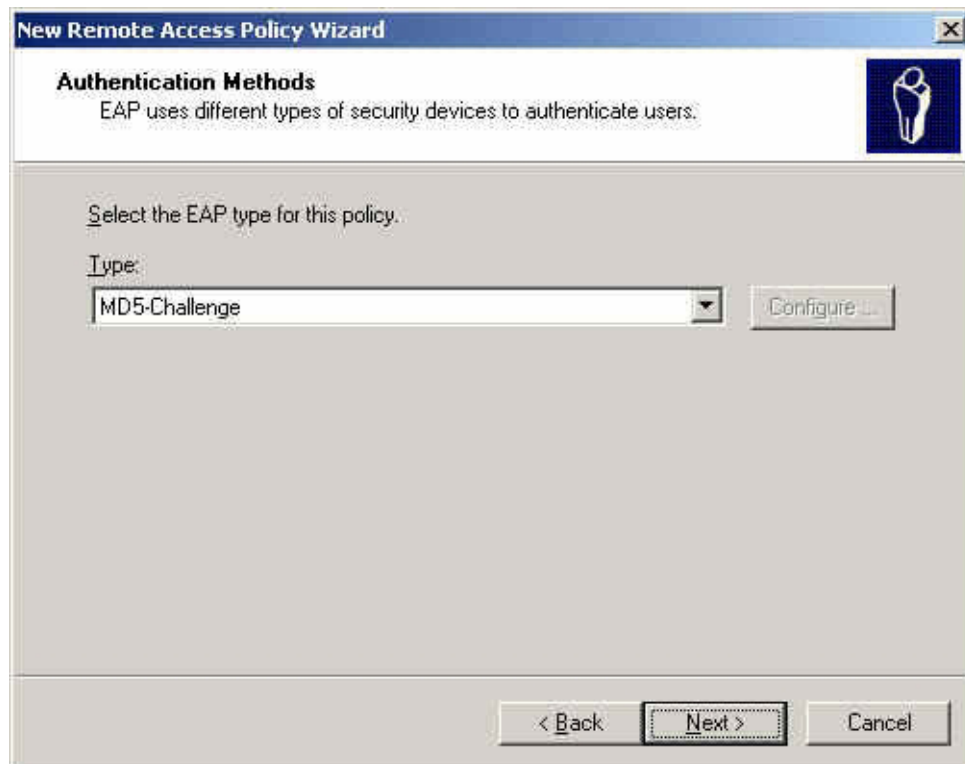 New Remote Access Policy Wizard
Authentication Methods
EAP uses different types of security devices to authenticate users.
Select the EAP type for this policy.
Type:
MD5-Challenge
Configure ...
< Back
Next >
Cancel